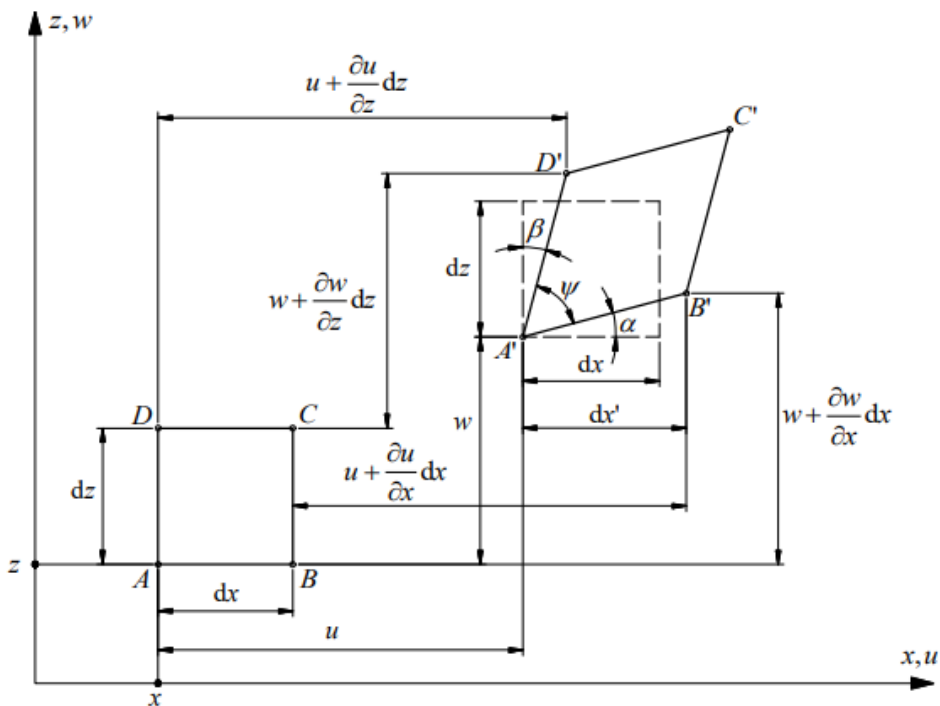 z, w
u + ∂u/∂z dz
C'
D'
β
dz
w + ∂w/∂z dz
ψ
B'
α
A'
dx
D
C
w
dx'
w + ∂w/∂x dx
u + ∂u/∂x dx
dz
z
A
B
dx
u
x, u
x